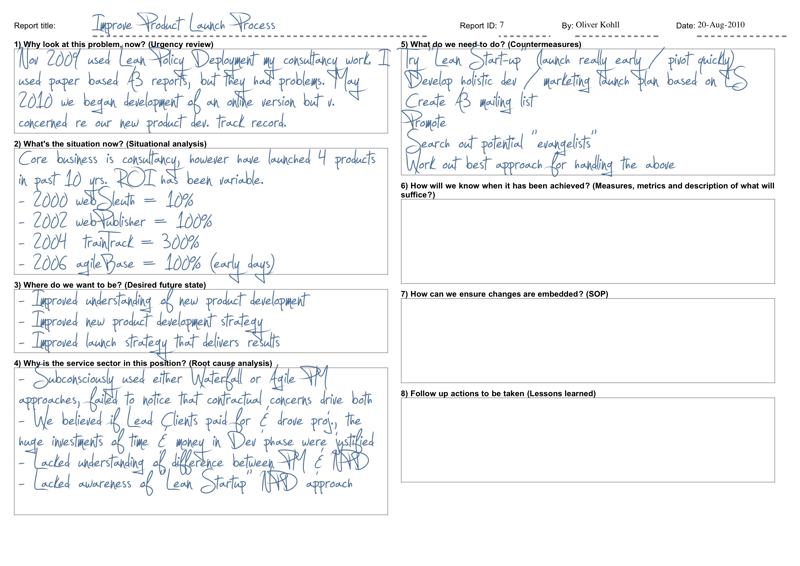 Report title: Improve Product Launch Process Report ID: 7 By: Oliver Kohll Date: 20-Aug-2010
1) Why look at this problem, now? (Urgency review)
Nov 2009 used Lean Policy Deployment my consultancy work. I
used paper based A3 reports, but they had problems. May
2010 we began development of an online version but v.
concerned re our new product dev. track record.
2) What's the situation now? (Situational analysis)
Core business is consultancy, however have launched 4 products
in past 10 yrs. ROI has been variable.
- 2000 webSleuth = 10%
- 2002 webPublisher = 100%
- 2004 trainTrack = 300%
- 2006 agileBase = 100% (early days)
3) Where do we want to be? (Desired future state)
- Improved understanding of new product development
- Improved new product development strategy
- Improved launch strategy that delivers results
4) Why is the service sector in this position? (Root cause analysis)
- Subconsciously used either Waterfall or Agile PM
approaches, failed to notice that contractual concerns drive both
- We believed if Lead Clients paid for & drove proj., the
huge investments of time & money in Dev phase were justified
- Lacked understanding of difference between PM & NPD
- Lacked awareness of "Lean Startup" NPD approach
5) What do we need to do? (Countermeasures)
Try "Lean Start-up" (launch really early / pivot quickly)
Develop holistic dev / marketing launch plan based on LS
Create A3 mailing list
Promote
Search out potential "evangelists"
Work out best approach for handling the above
6) How will we know when it has been achieved? (Measures, metrics and description of what will
suffice?)
7) How can we ensure changes are embedded? (SOP)
8) Follow up actions to be taken (Lessons learned)